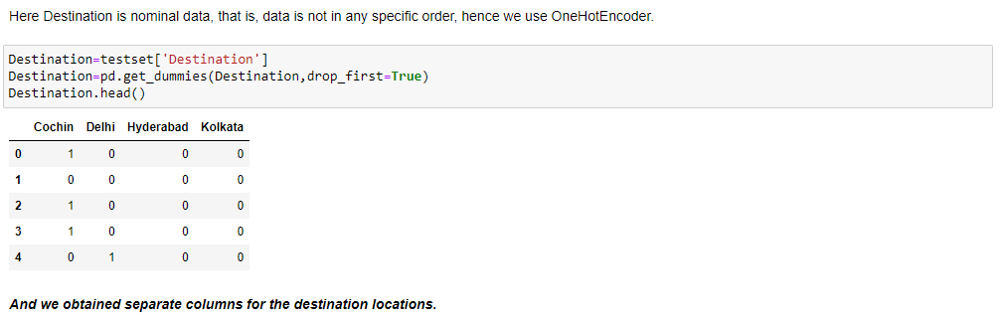 Here Destination is nominal data, that is, data is not in any specific order, hence we use OneHotEncoder.
Destination=testset['Destination']
Destination=pd.get_dummies(Destination,drop_first=True)
Destination.head()
Cochin Delhi Hyderabad Kolkata
0 1 0 0 0
1 0 0 0 0
2 1 0 0 0
3 1 0 0 0
4 0 1 0 0
And we obtained separate columns for the destination locations.